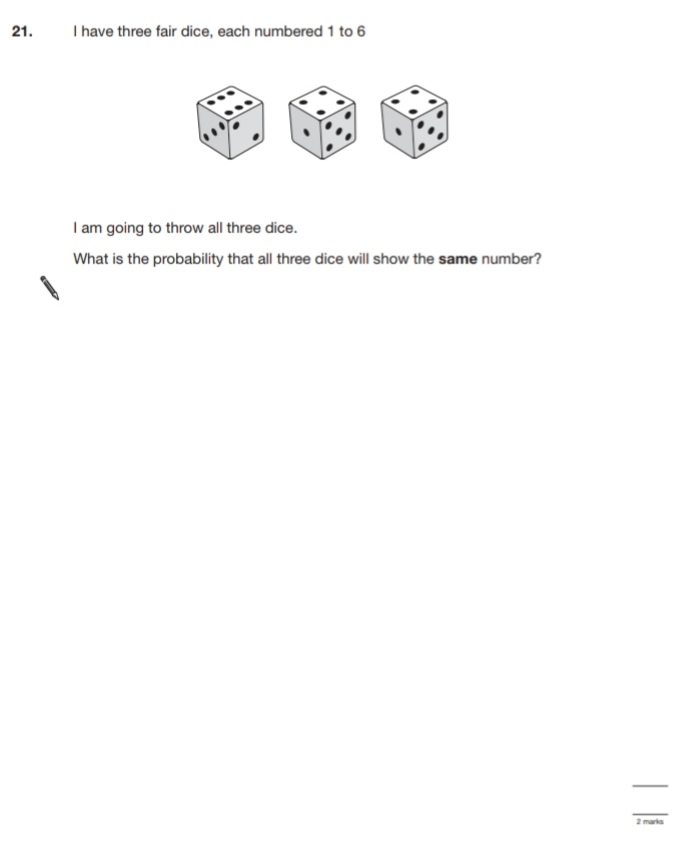 21. I have three fair dice, each numbered 1 to 6
I am going to throw all three dice.
What is the probability that all three dice will show the same number?
2 marks